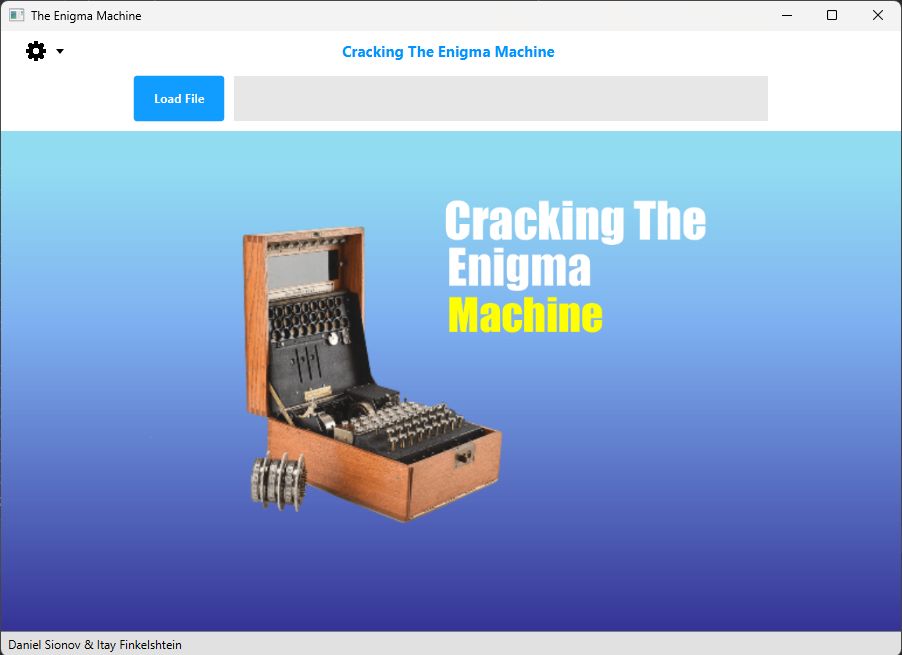 The Enigma Machine
Cracking The Enigma Machine
Load File
Cracking The
Enigma
Machine
Daniel Sionov & Itay Finkelshtein